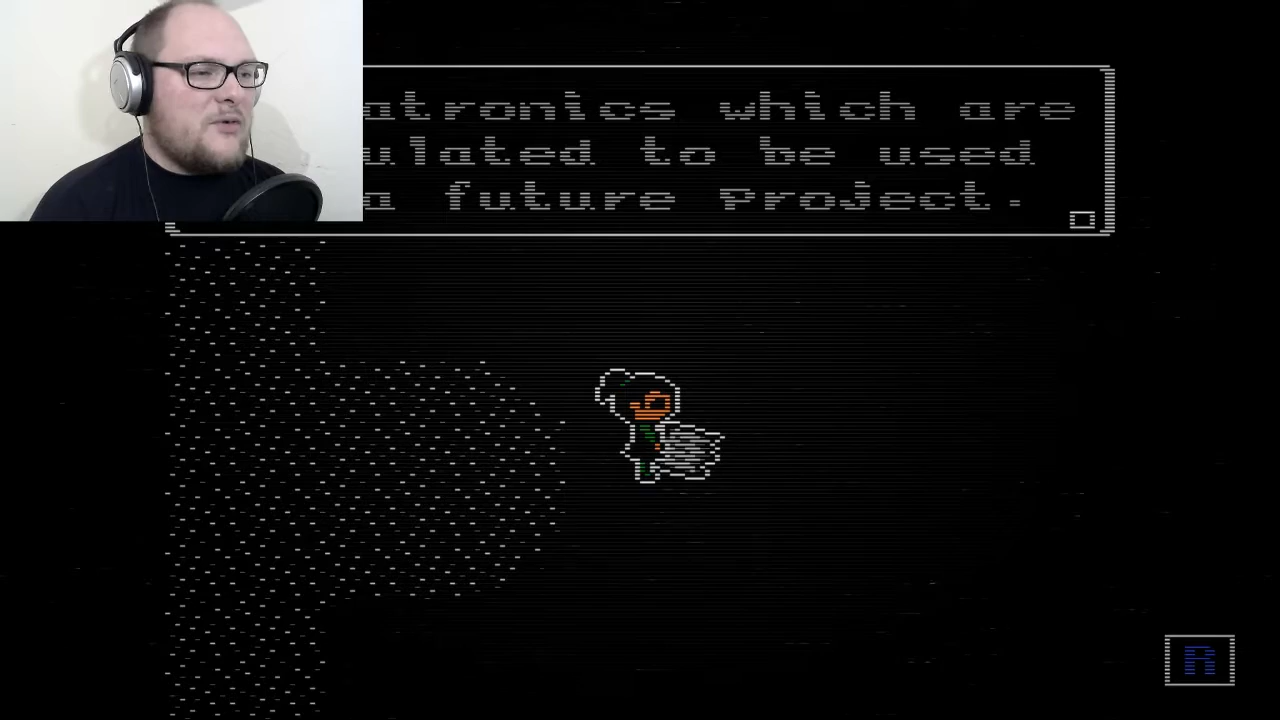 atronics which are
ulated to be used
a future Project.
R